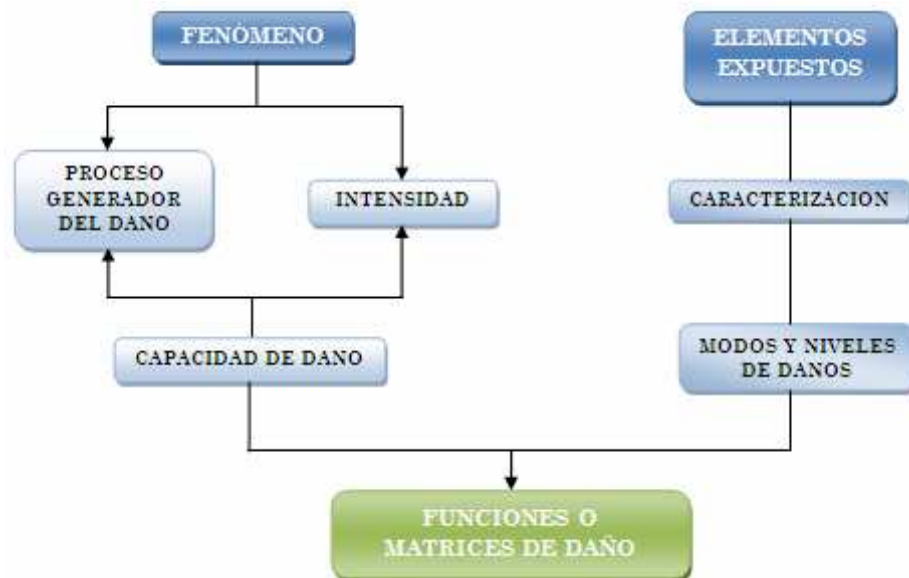 FENÓMENO
ELEMENTOS
EXPUESTOS
PROCESO
GENERADOR
DEL DANO
INTENSIDAD
CARACTERIZACION
CAPACIDAD DE DANO
MODOS Y NIVELES
DE DANOS
FUNCIONES O
MATRICES DE DAÑO